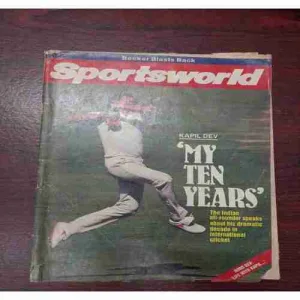 Sunkar Blasts Back
Sportsworld
KAPIL DEV
'MY
TEN
YEARS'
The Indian
all-rounder speaks
about his dramatic
decade in
international
cricket